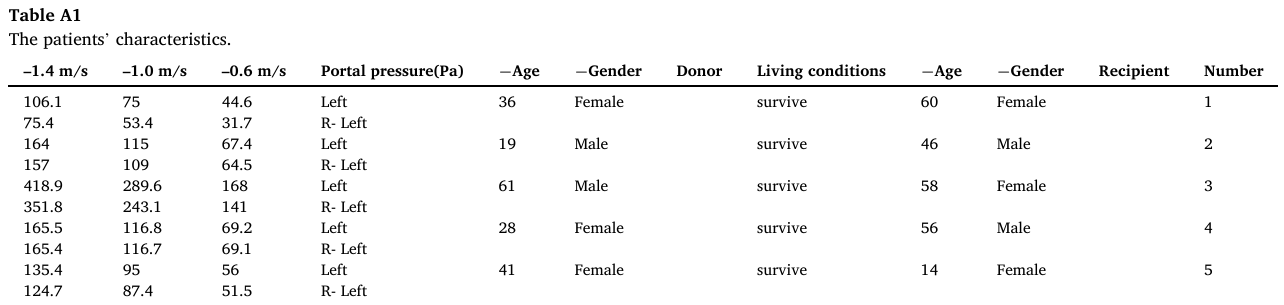 Table A1
The patients’ characteristics.
–1.4 m/s –1.0 m/s –0.6 m/s Portal pressure(Pa) −Age −Gender Donor Living conditions −Age −Gender Recipient Number
106.1 75 44.6 Left 36 Female survive 60 Female 1
75.4 53.4 31.7 R- Left
164 115 67.4 Left 19 Male survive 46 Male 2
157 109 64.5 R- Left
418.9 289.6 168 Left 61 Male survive 58 Female 3
351.8 243.1 141 R- Left
165.5 116.8 69.2 Left 28 Female survive 56 Male 4
165.4 116.7 69.1 R- Left
135.4 95 56 Left 41 Female survive 14 Female 5
124.7 87.4 51.5 R- Left